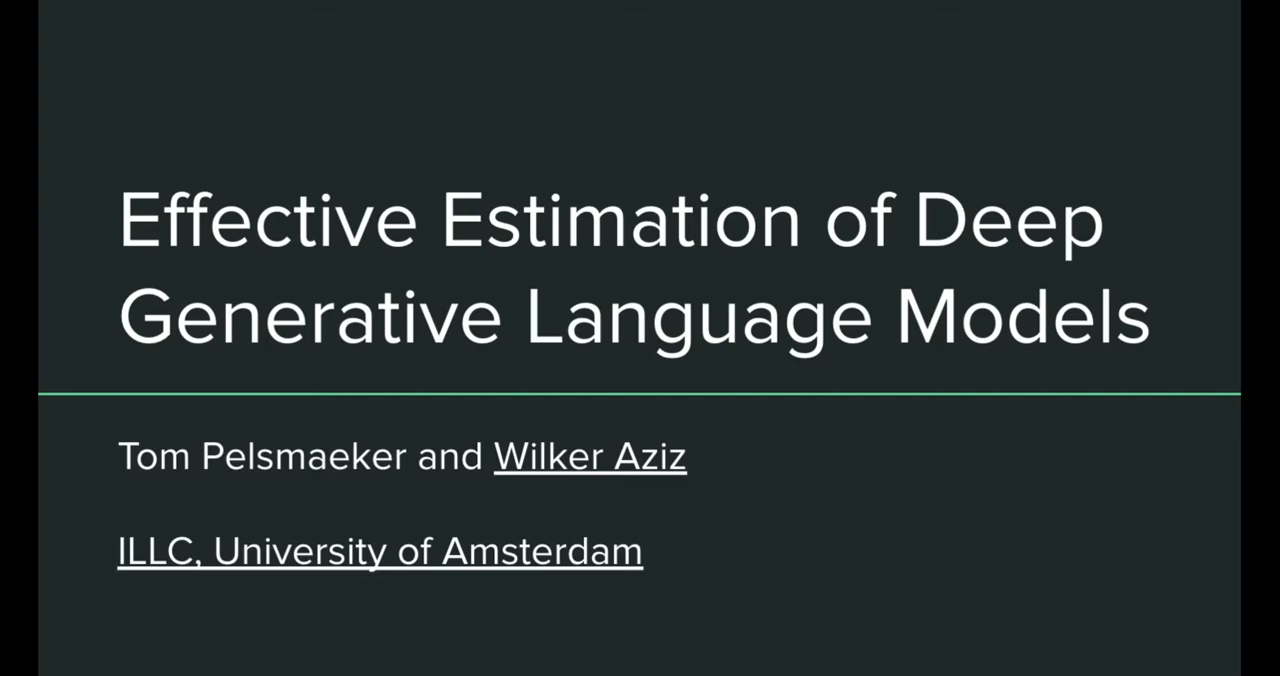 Effective Estimation of Deep
Generative Language Models
Tom Pelsmaeker and Wilker Aziz
ILLC, University of Amsterdam